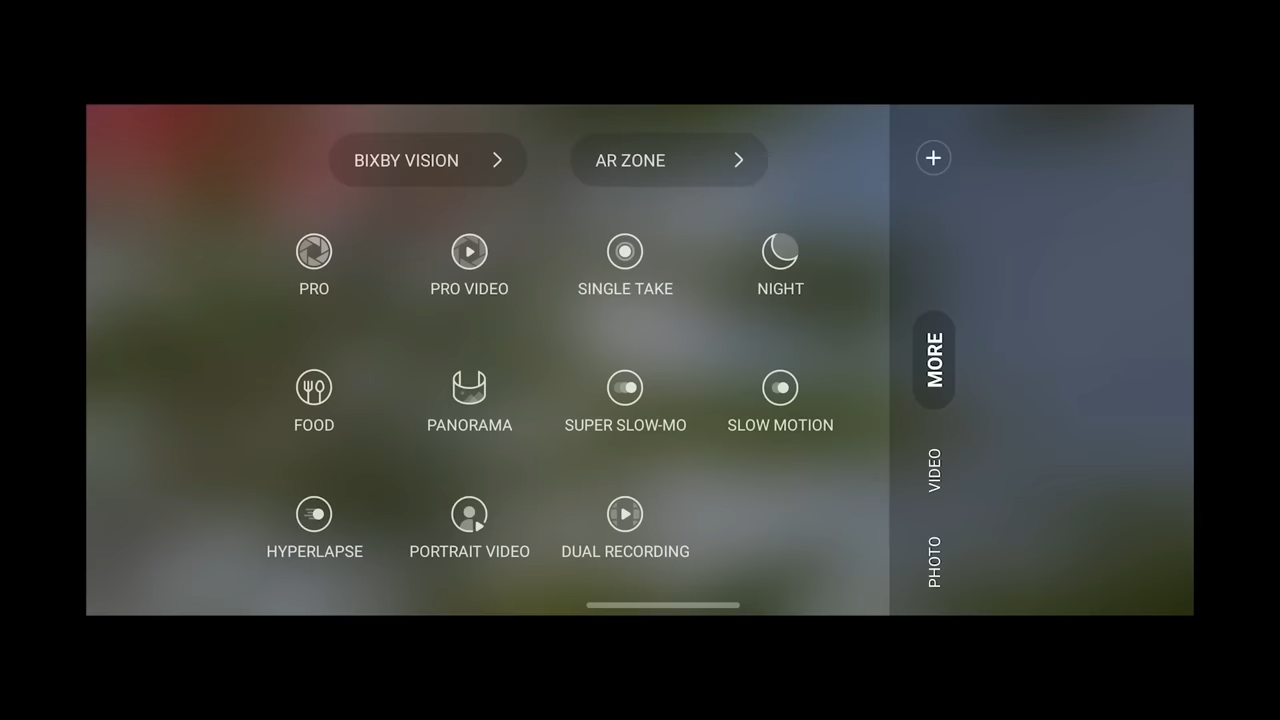 BIXBY VISION
AR ZONE
PRO
PRO VIDEO
SINGLE TAKE
NIGHT
FOOD
PANORAMA
SUPER SLOW-MO
SLOW MOTION
HYPERLAPSE
PORTRAIT VIDEO
DUAL RECORDING
MORE
VIDEO
PHOTO